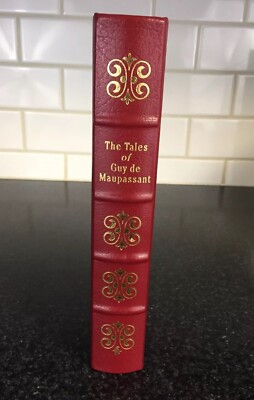 The Tales
of
Guy de
Maupassant